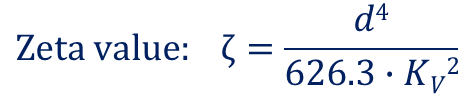 Zeta value: ζ = d⁴ / (626.3 · K_V²)